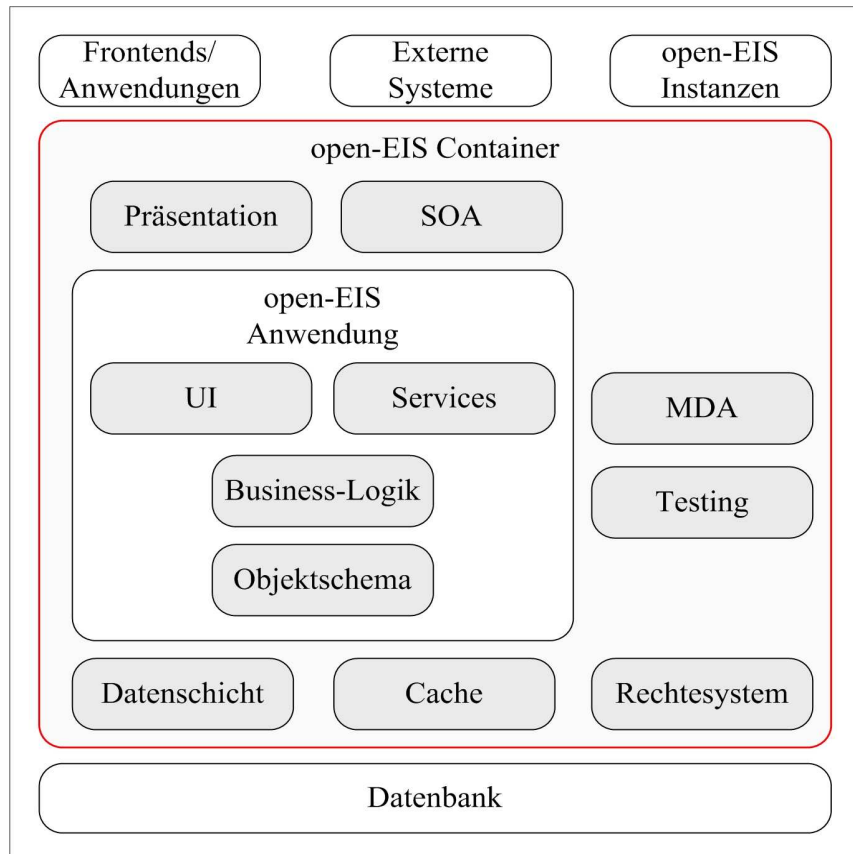 Frontends/
Anwendungen
Externe
Systeme
open-EIS
Instanzen
open-EIS Container
Präsentation
SOA
open-EIS
Anwendung
UI
Services
MDA
Business-Logik
Testing
Objektschema
Datenschicht
Cache
Rechtesystem
Datenbank